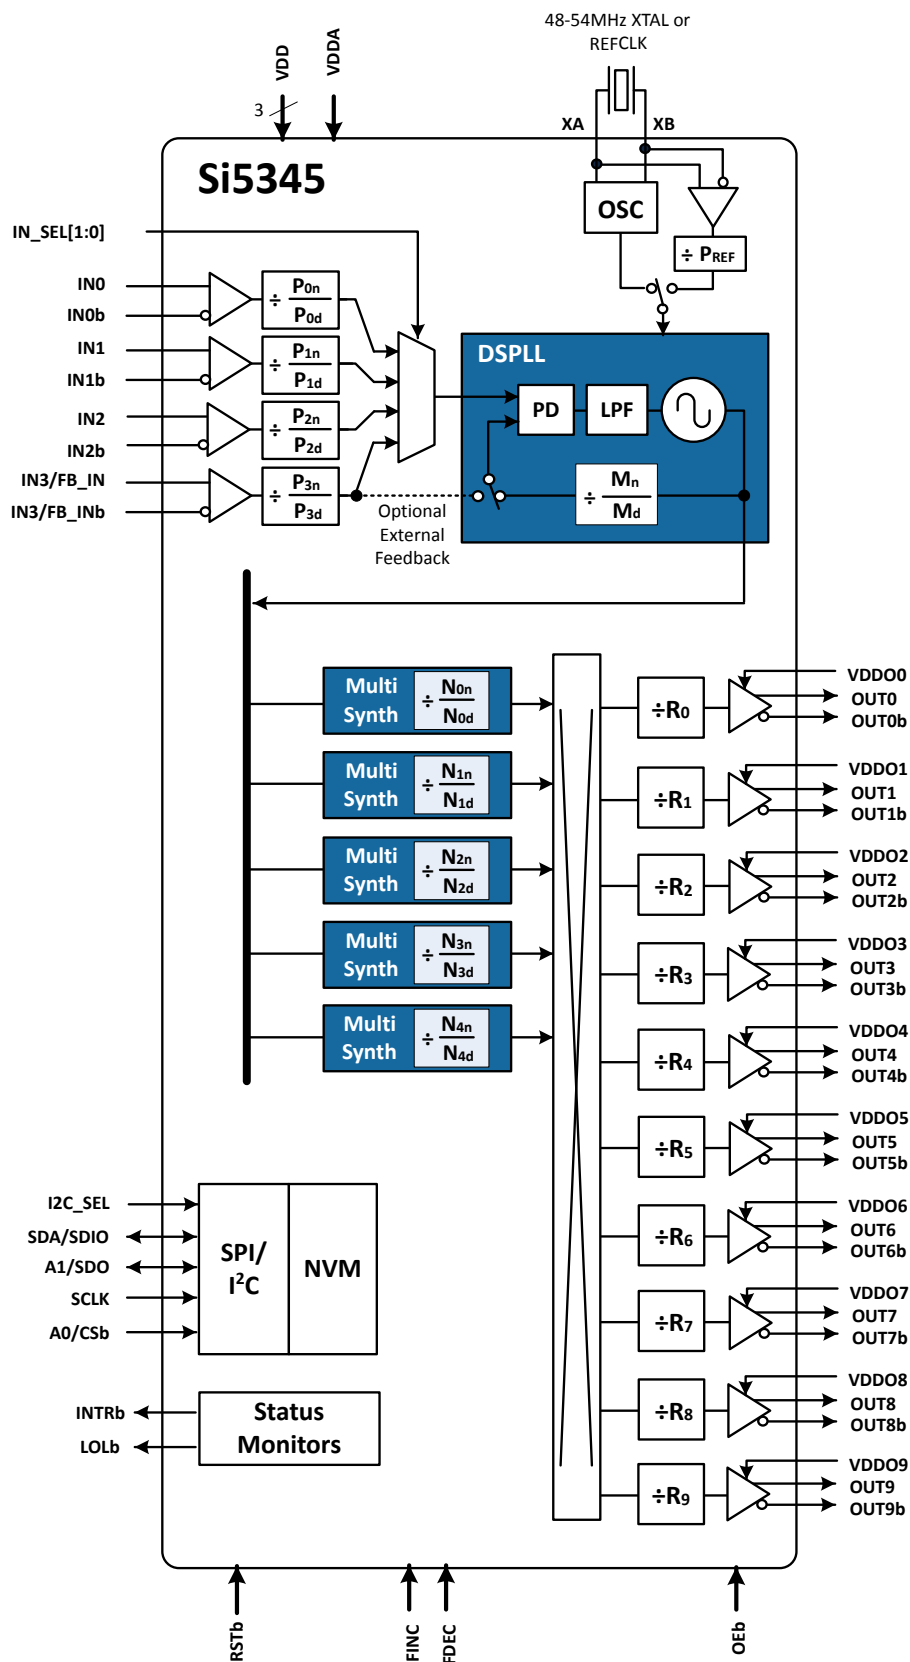 48-54MHz XTAL or
REFCLK
VDD
VDDA
3
XA
XB
Si5345
OSC
÷ PREF
IN_SEL[1:0]
IN0
IN0b
÷ P0n
P0d
IN1
IN1b
÷ P1n
P1d
IN2
IN2b
÷ P2n
P2d
IN3/FB_IN
IN3/FB_INb
÷ P3n
P3d
DSPLL
PD
LPF
÷ Mn
Md
Optional
External
Feedback
Multi
Synth
÷ N0n
N0d
Multi
Synth
÷ N1n
N1d
Multi
Synth
÷ N2n
N2d
Multi
Synth
÷ N3n
N3d
Multi
Synth
÷ N4n
N4d
÷R0
VDDO0
OUT0
OUT0b
÷R1
VDDO1
OUT1
OUT1b
÷R2
VDDO2
OUT2
OUT2b
÷R3
VDDO3
OUT3
OUT3b
÷R4
VDDO4
OUT4
OUT4b
÷R5
VDDO5
OUT5
OUT5b
÷R6
VDDO6
OUT6
OUT6b
÷R7
VDDO7
OUT7
OUT7b
÷R8
VDDO8
OUT8
OUT8b
÷R9
VDDO9
OUT9
OUT9b
I2C_SEL
SDA/SDIO
A1/SDO
SCLK
A0/CSb
SPI/
I²C
NVM
INTRb
LOLb
Status
Monitors
RSTb
FINC
FDEC
OEb